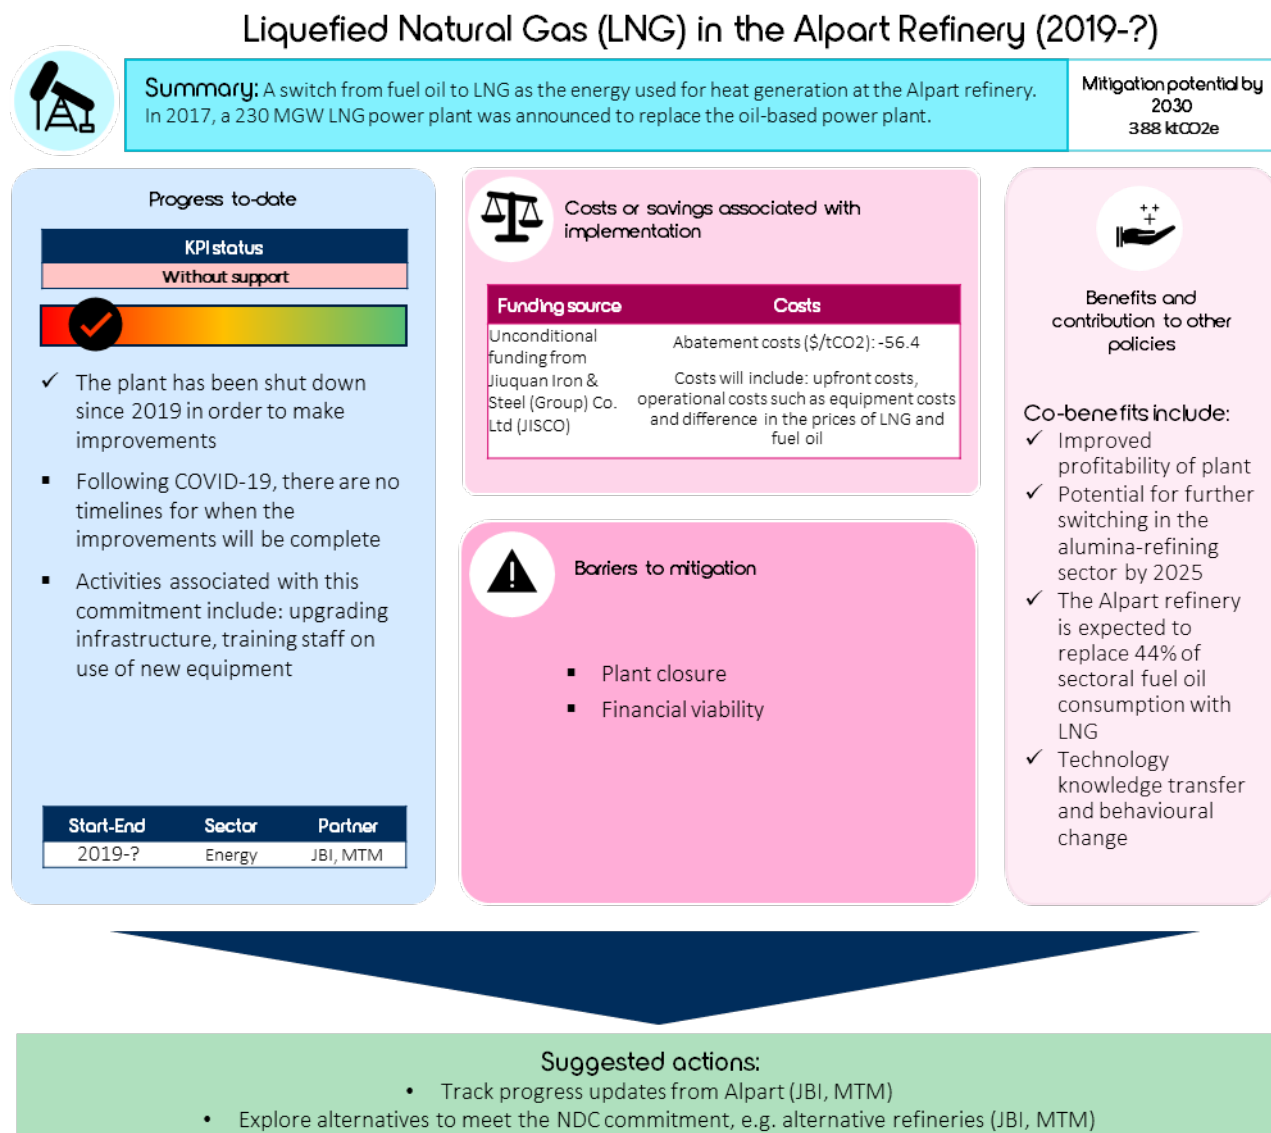 Liquefied Natural Gas (LNG) in the Alpart Refinery (2019-?)
Summary: A switch from fuel oil to LNG as the energy used for heat generation at the Alpart refinery.
In 2017, a 230 MGW LNG power plant was announced to replace the oil-based power plant.
Mitigation potential by
2030
388 ktCO2e
Progress to-date
KPI status
Without support
✓ The plant has been shut down
since 2019 in order to make
improvements
▪ Following COVID-19, there are no
timelines for when the
improvements will be complete
▪ Activities associated with this
commitment include: upgrading
infrastructure, training staff on
use of new equipment
Start-End Sector Partner
2019-? Energy JBI, MTM
Costs or savings associated with
implementation
Funding source Costs
Unconditional
funding from
Jiuquan Iron &
Steel (Group) Co.
Ltd (JISCO)
Abatement costs ($/tCO2): -56.4
Costs will include: upfront costs,
operational costs such as equipment costs
and difference in the prices of LNG and
fuel oil
Barriers to mitigation
▪ Plant closure
▪ Financial viability
Benefits and
contribution to other
policies
Co-benefits include:
✓ Improved
profitability of plant
✓ Potential for further
switching in the
alumina-refining
sector by 2025
✓ The Alpart refinery
is expected to
replace 44% of
sectoral fuel oil
consumption with
LNG
✓ Technology
knowledge transfer
and behavioural
change
Suggested actions:
• Track progress updates from Alpart (JBI, MTM)
• Explore alternatives to meet the NDC commitment, e.g. alternative refineries (JBI, MTM)